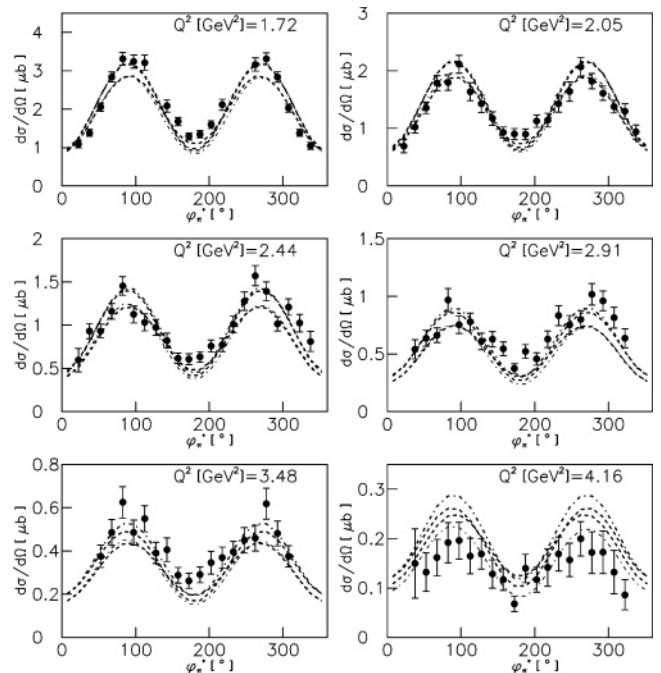 Q² [GeV²]=1.72
dσ/dΩ [ μb ]
4
3
2
1
0
0 100 200 300
φπ* [°]
Q² [GeV²]=2.05
dσ/dΩ [ μb ]
3
2
1
0
0 100 200 300
φπ* [°]
Q² [GeV²]=2.44
dσ/dΩ [ μb ]
2
1.5
1
0.5
0
0 100 200 300
φπ* [°]
Q² [GeV²]=2.91
dσ/dΩ [ μb ]
1.5
1
0.5
0
0 100 200 300
φπ* [°]
Q² [GeV²]=3.48
dσ/dΩ [ μb ]
0.8
0.6
0.4
0.2
0
0 100 200 300
φπ* [°]
Q² [GeV²]=4.16
dσ/dΩ [ μb ]
0.3
0.2
0.1
0
0 100 200 300
φπ* [°]